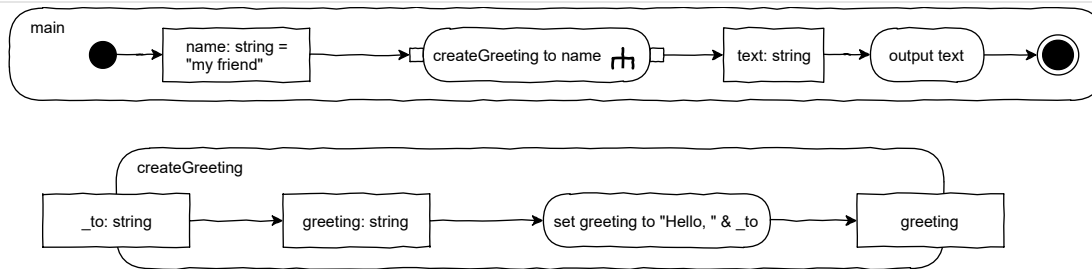 main
name: string =
"my friend"
createGreeting to name
text: string
output text
createGreeting
_to: string
greeting: string
set greeting to "Hello, " & _to
greeting